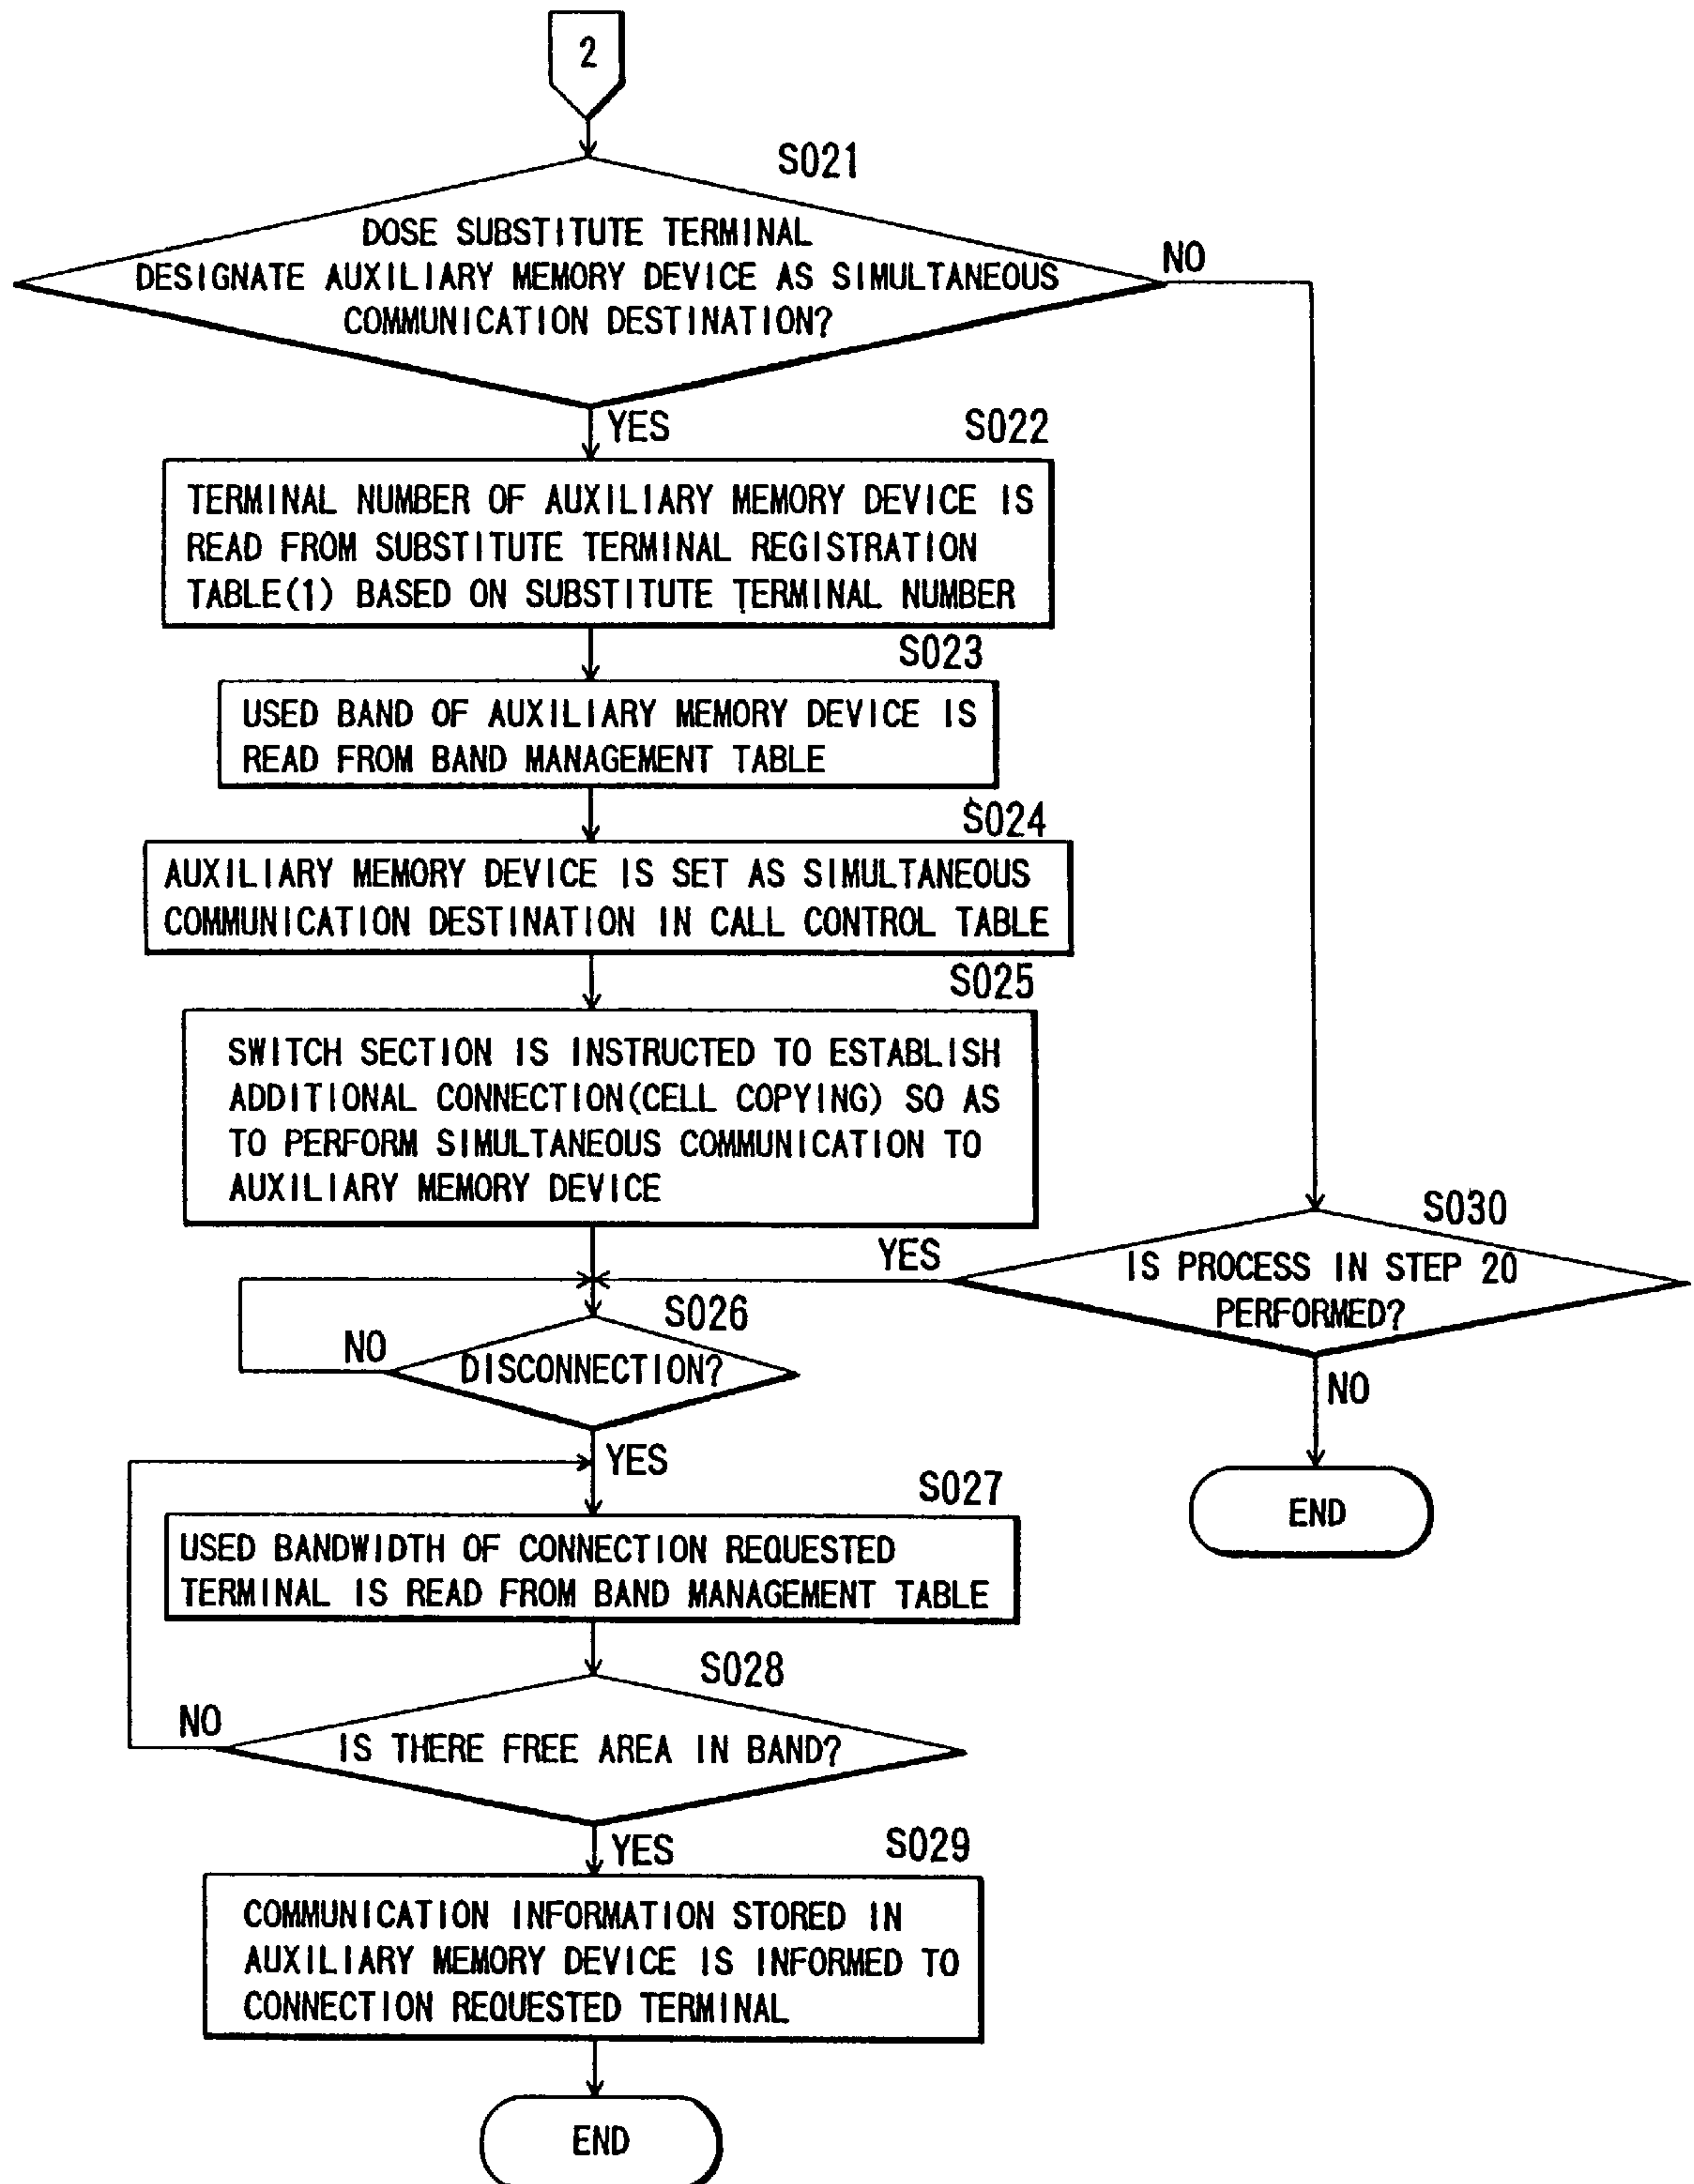 2
S021
DOSE SUBSTITUTE TERMINAL
DESIGNATE AUXILIARY MEMORY DEVICE AS SIMULTANEOUS
COMMUNICATION DESTINATION?
NO
YES
S022
TERMINAL NUMBER OF AUXILIARY MEMORY DEVICE IS
READ FROM SUBSTITUTE TERMINAL REGISTRATION
TABLE(1) BASED ON SUBSTITUTE TERMINAL NUMBER
S023
USED BAND OF AUXILIARY MEMORY DEVICE IS
READ FROM BAND MANAGEMENT TABLE
S024
AUXILIARY MEMORY DEVICE IS SET AS SIMULTANEOUS
COMMUNICATION DESTINATION IN CALL CONTROL TABLE
S025
SWITCH SECTION IS INSTRUCTED TO ESTABLISH
ADDITIONAL CONNECTION(CELL COPYING) SO AS
TO PERFORM SIMULTANEOUS COMMUNICATION TO
AUXILIARY MEMORY DEVICE
S030
IS PROCESS IN STEP 20
PERFORMED?
YES
NO
END
S026
DISCONNECTION?
NO
YES
S027
USED BANDWIDTH OF CONNECTION REQUESTED
TERMINAL IS READ FROM BAND MANAGEMENT TABLE
S028
IS THERE FREE AREA IN BAND?
NO
YES
S029
COMMUNICATION INFORMATION STORED IN
AUXILIARY MEMORY DEVICE IS INFORMED TO
CONNECTION REQUESTED TERMINAL
END